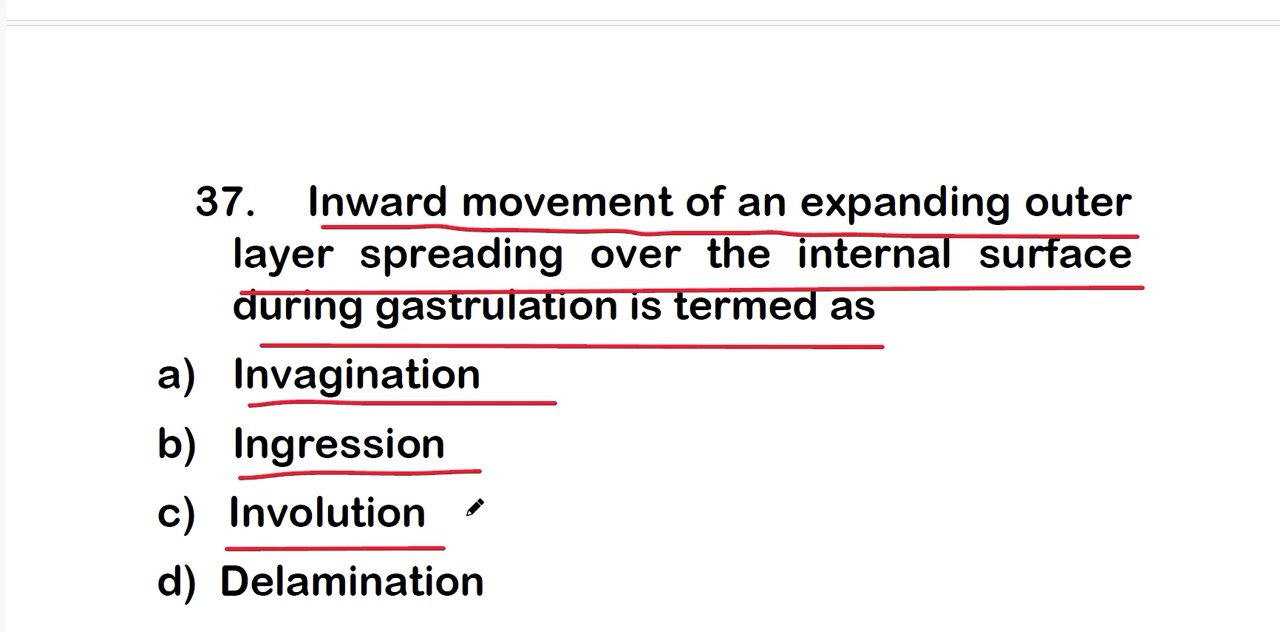 37. Inward movement of an expanding outer
layer spreading over the internal surface
during gastrulation is termed as
a) Invagination
b) Ingression
c) Involution
d) Delamination